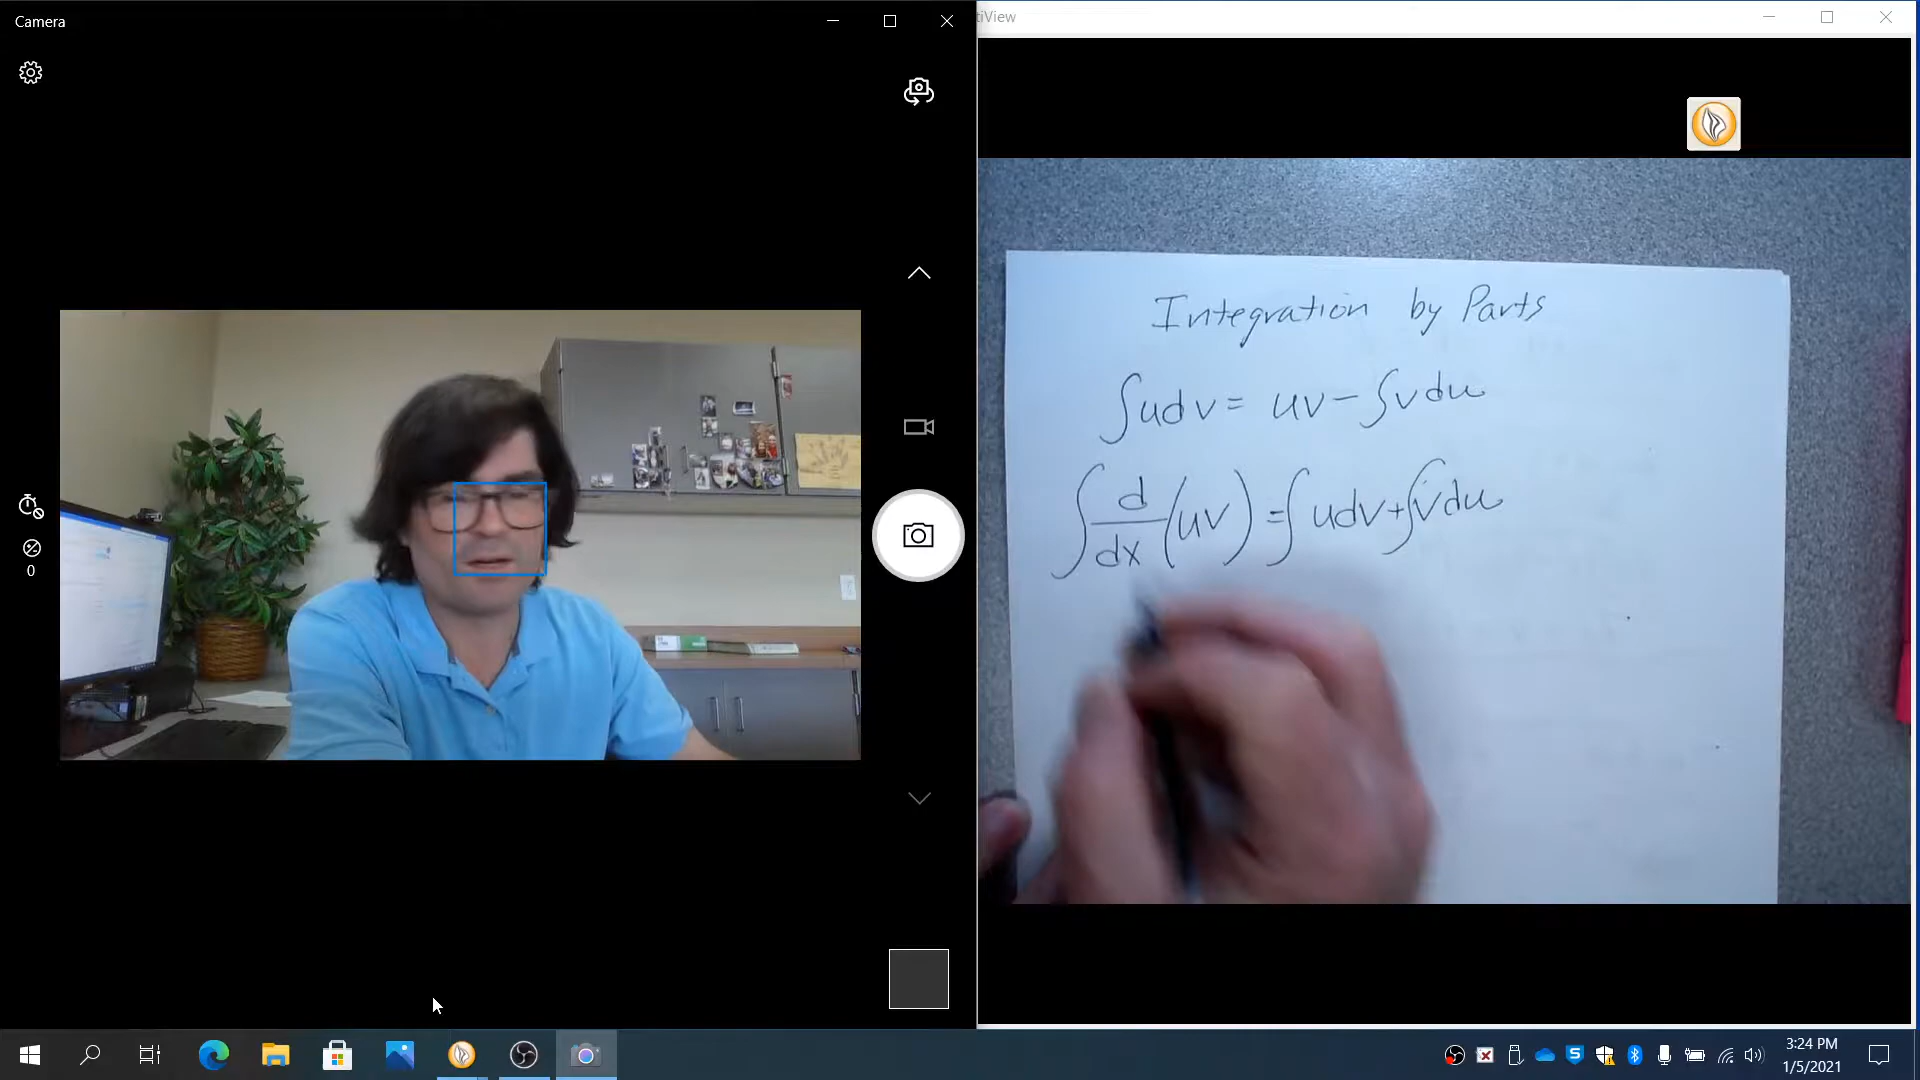 Camera
iView
0
Integration by Parts
∫udv = uv - ∫vdu
∫ d/dx (uv) = ∫udv + ∫vdu
3:24 PM
1/5/2021